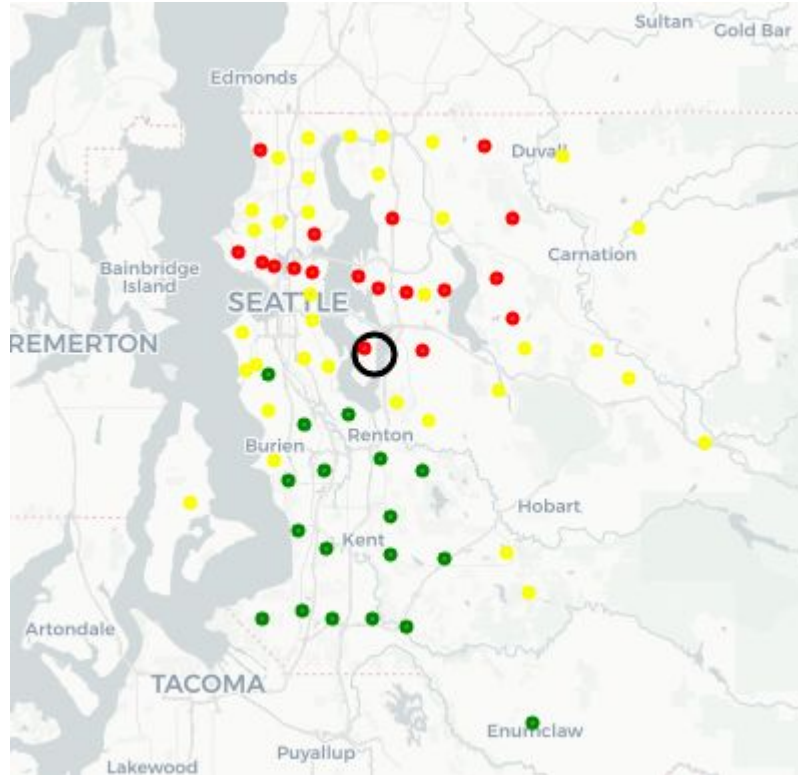 Sultan
Gold Bar
Edmonds
Duvall
Carnation
Bainbridge
Island
SEATTLE
REMERTON
Renton
Burien
Hobart
Kent
Artondale
TACOMA
Enumclaw
Puyallup
Lakewood